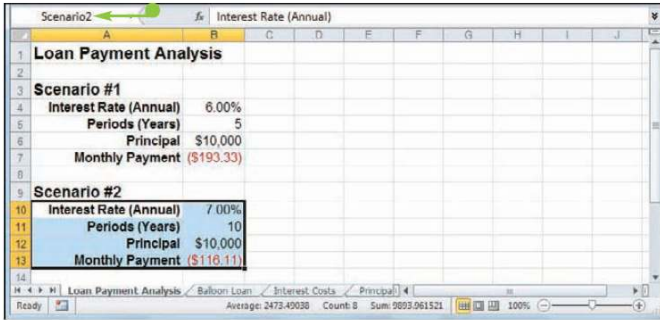 Scenario2 fx Interest Rate (Annual)
A B C D E F G H I J
1 Loan Payment Analysis
2
3 Scenario #1
4 Interest Rate (Annual) 6.00%
5 Periods (Years) 5
6 Principal $10,000
7 Monthly Payment ($193.33)
8
9 Scenario #2
10 Interest Rate (Annual) 7.00%
11 Periods (Years) 10
12 Principal $10,000
13 Monthly Payment ($116.11)
14
Loan Payment Analysis Balloon Loan Interest Costs Principal
Ready Average: 2473.49038 Count: 8 Sum: 9893.961521 100%